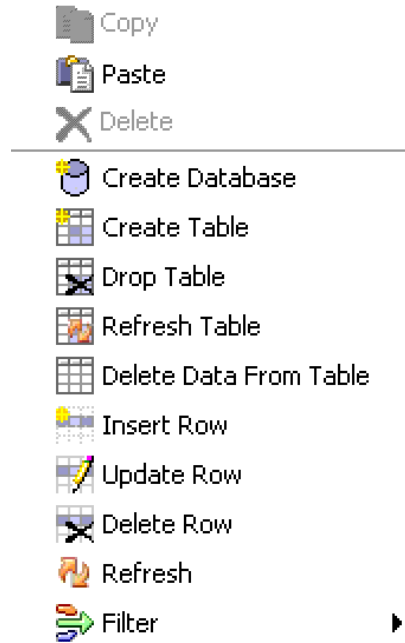 Copy
Paste
Delete
Create Database
Create Table
Drop Table
Refresh Table
Delete Data From Table
Insert Row
Update Row
Delete Row
Refresh
Filter